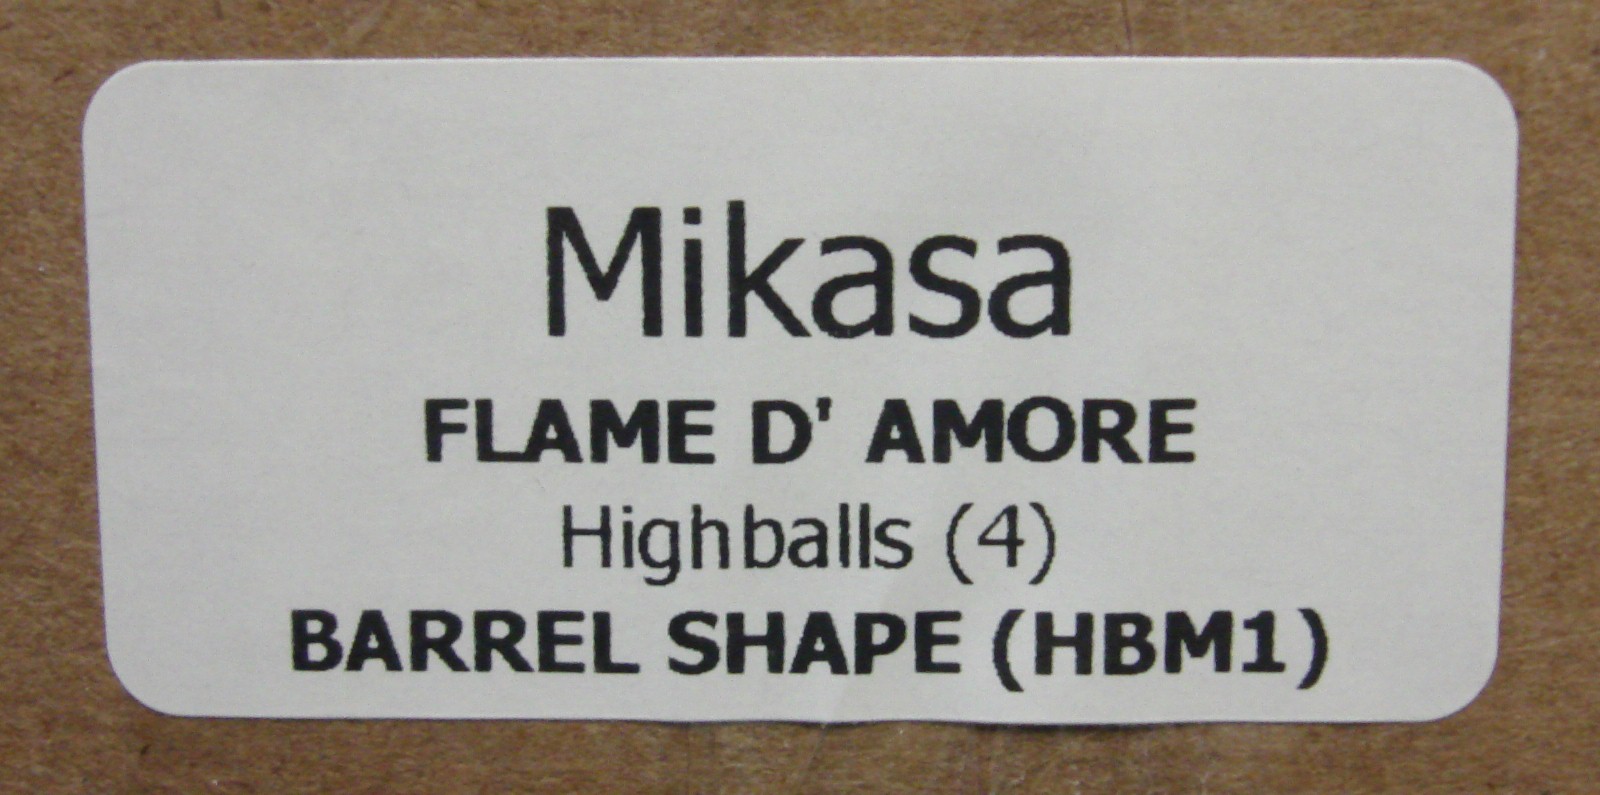 Mikasa
FLAME D' AMORE
Highballs (4)
BARREL SHAPE (HBM1)